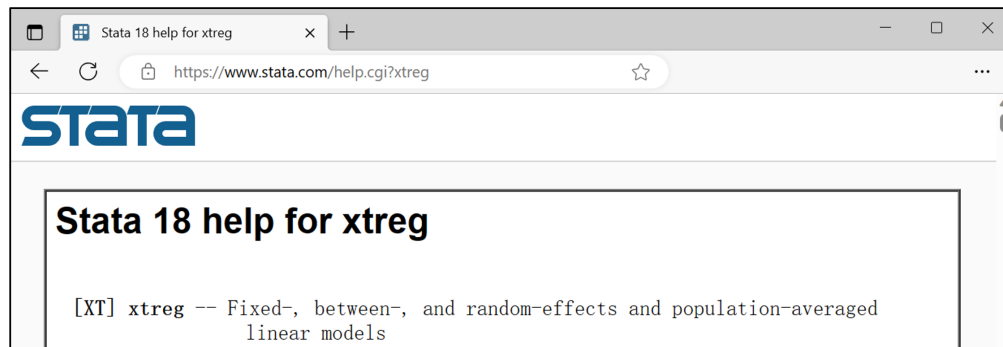 Stata 18 help for xtreg
https://www.stata.com/help.cgi?xtreg
stata
Stata 18 help for xtreg
[XT] xtreg -- Fixed-, between-, and random-effects and population-averaged
linear models